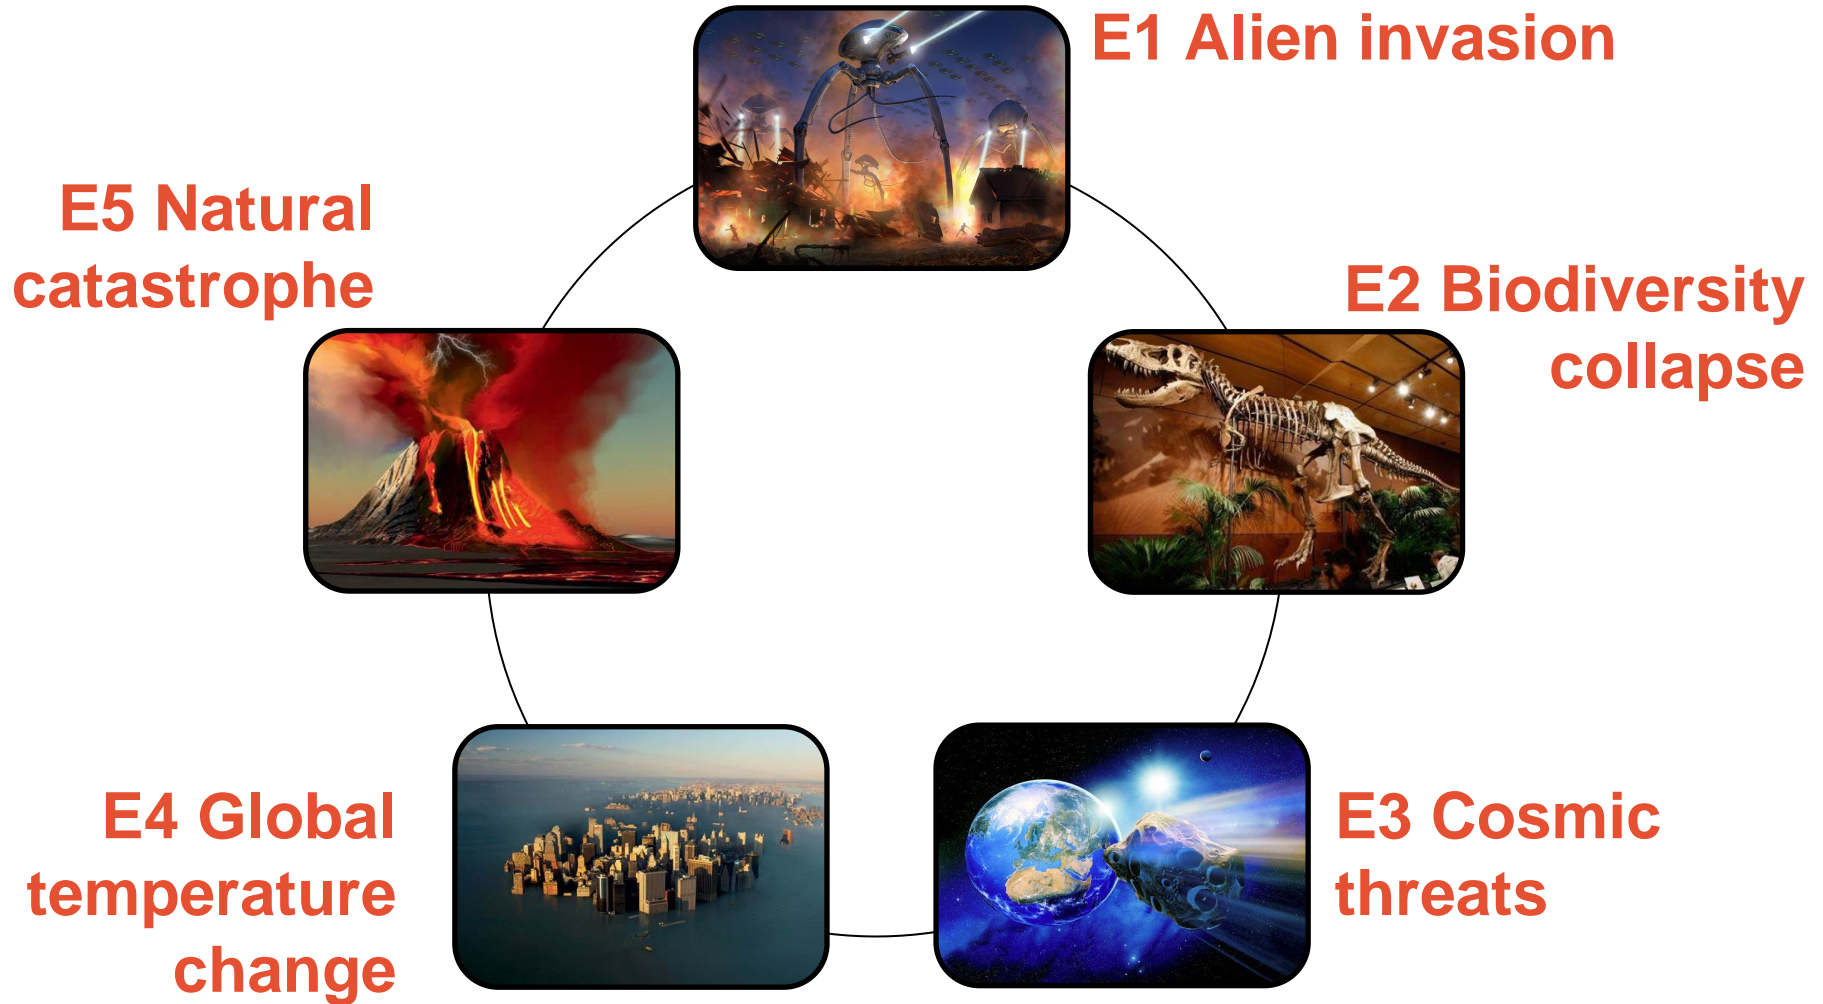 E1 Alien invasion
E2 Biodiversity
collapse
E3 Cosmic
threats
E4 Global
temperature
change
E5 Natural
catastrophe